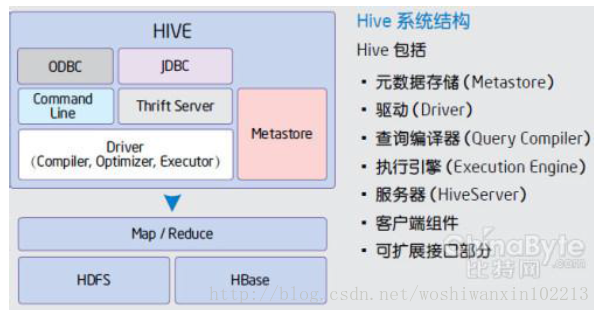 HIVE
ODBC
JDBC
Command
Line
Thrift Server
Metastore
Driver
(Compiler, Optimizer, Executor)
Map / Reduce
HDFS
HBase
Hive 系统结构
Hive 包括
• 元数据存储 (Metastore)
• 驱动 (Driver)
• 查询编译器 (Query Compiler)
• 执行引擎 (Execution Engine)
• 服务器 (HiveServer)
• 客户端组件
• 可扩展接口部分
ChinaByte
比特网 .com
http://blog.csdn.net/woshiwanxin102213